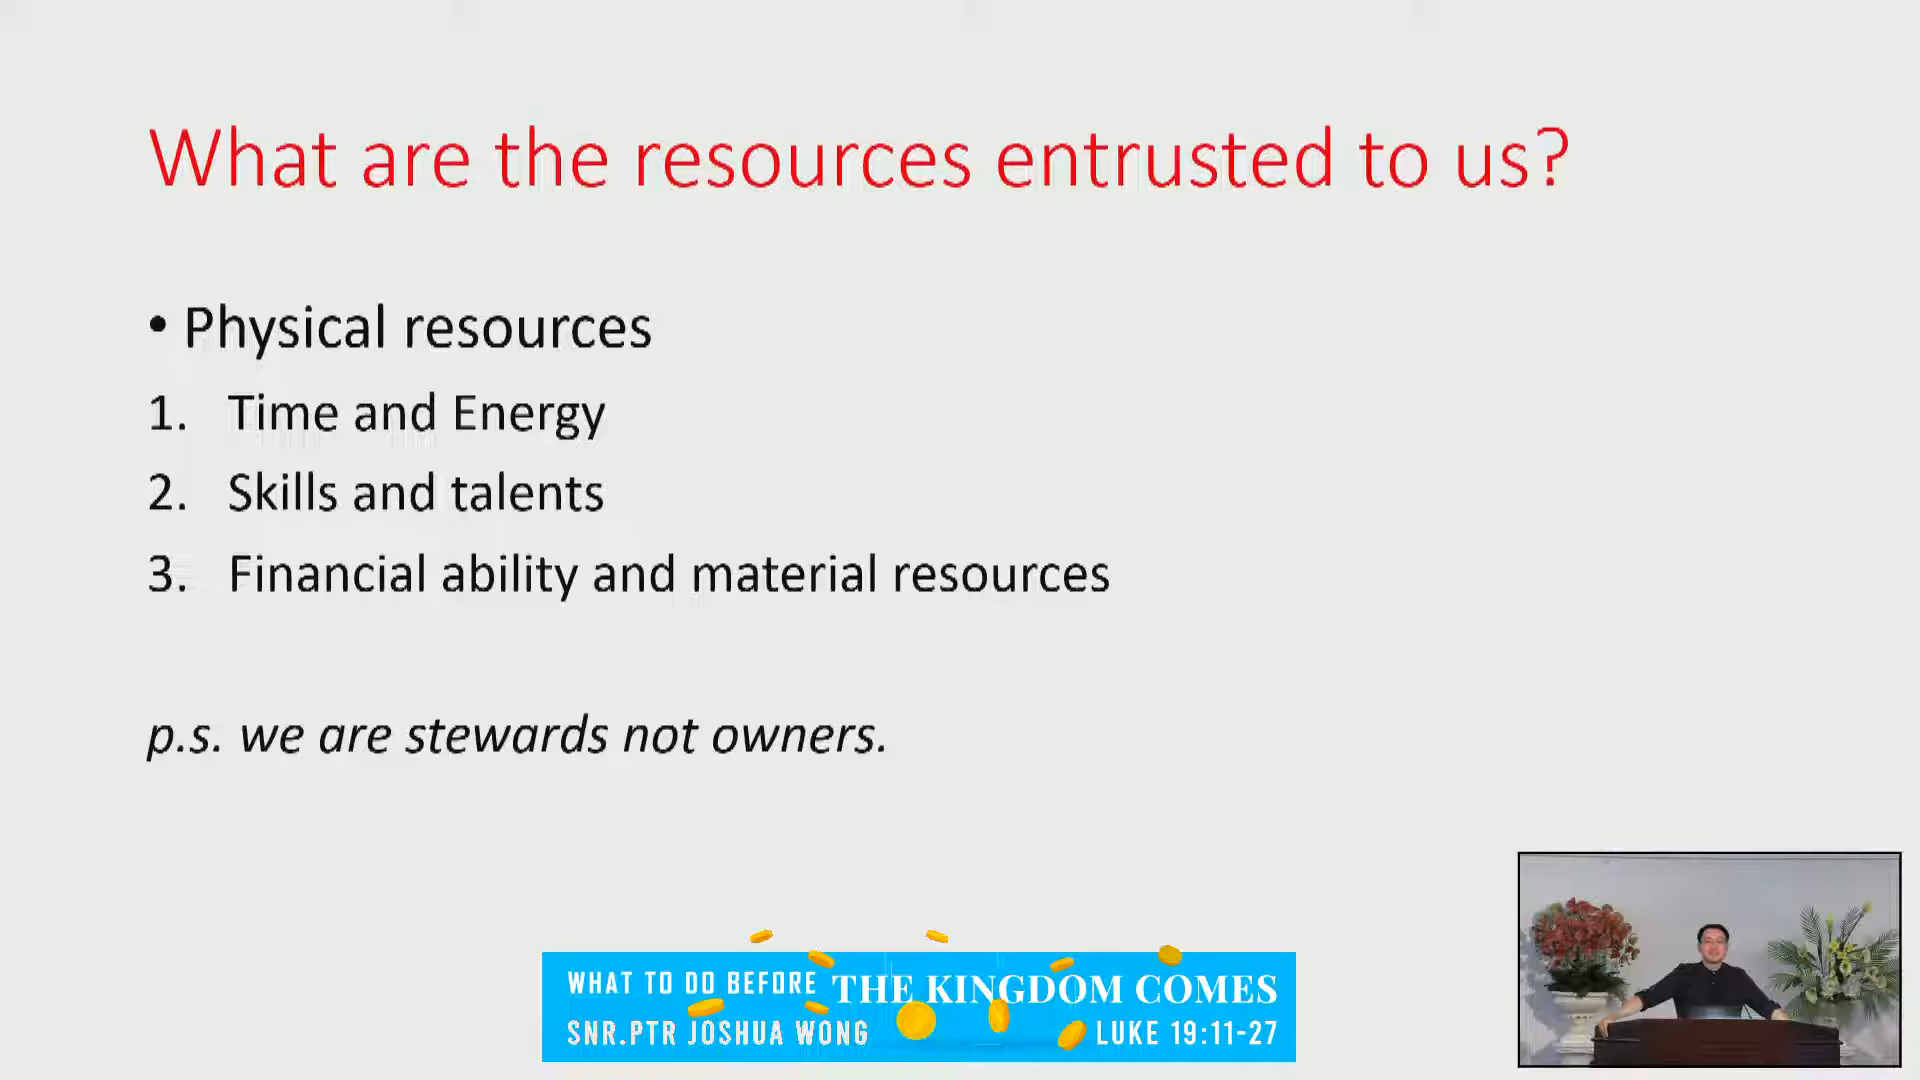 What are the resources entrusted to us?
• Physical resources
1. Time and Energy
2. Skills and talents
3. Financial ability and material resources
p.s. we are stewards not owners.
WHAT TO DO BEFORE THE KINGDOM COMES
SNR.PTR JOSHUA WONG LUKE 19:11-27